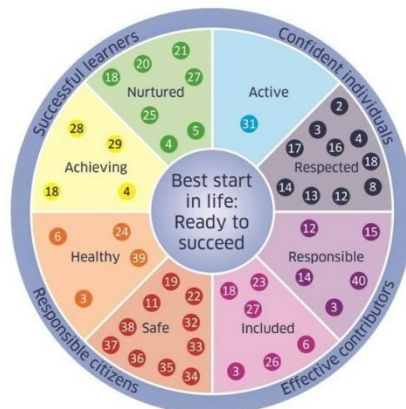 Successful learners
Confident individuals
Effective contributors
Responsible citizens
Best start
in life:
Ready to
succeed
Nurtured
21
20
18
27
25
5
4
Active
31
Respected
2
3
4
17
16
18
14
13
12
8
Responsible
12
15
14
40
3
Included
18
23
27
6
26
3
Safe
19
11
22
38
32
37
33
36
35
34
Healthy
6
24
39
3
Achieving
28
29
18
4